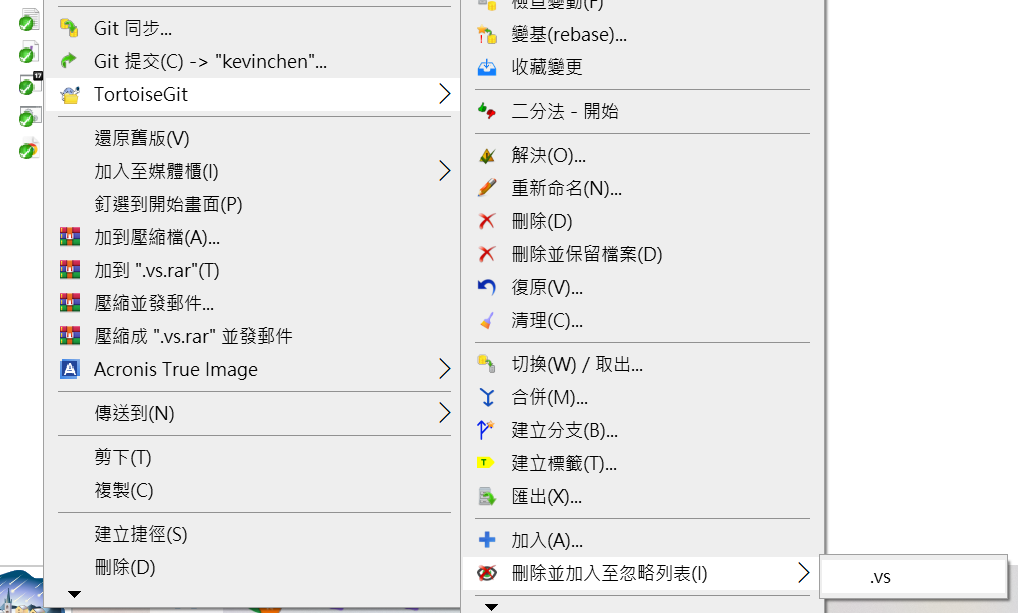 Git 同步...
Git 提交(C) -> "kevinchen"...
TortoiseGit
還原舊版(V)
加入至媒體櫃(I)
釘選到開始畫面(P)
加到壓縮檔(A)...
加到 ".vs.rar"(T)
壓縮並發郵件...
壓縮成 ".vs.rar" 並發郵件
Acronis True Image
傳送到(N)
剪下(T)
複製(C)
建立捷徑(S)
刪除(D)
檢查變動(F)
變基(rebase)...
收藏變更
二分法 - 開始
解決(O)...
重新命名(N)...
刪除(D)
刪除並保留檔案(D)
復原(V)...
清理(C)...
切換(W) / 取出...
合併(M)...
建立分支(B)...
建立標籤(T)...
匯出(X)...
加入(A)...
刪除並加入至忽略列表(I)
.vs